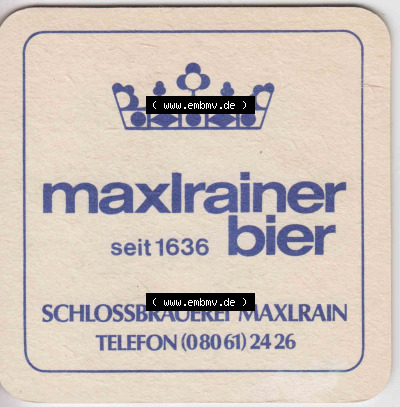 ( www.embmv.de )
maxlrainer
seit 1636 bier
( www.embmv.de )
SCHLOSSBRAUEREI MAXLRAIN
TELEFON (0 80 61) 24 26